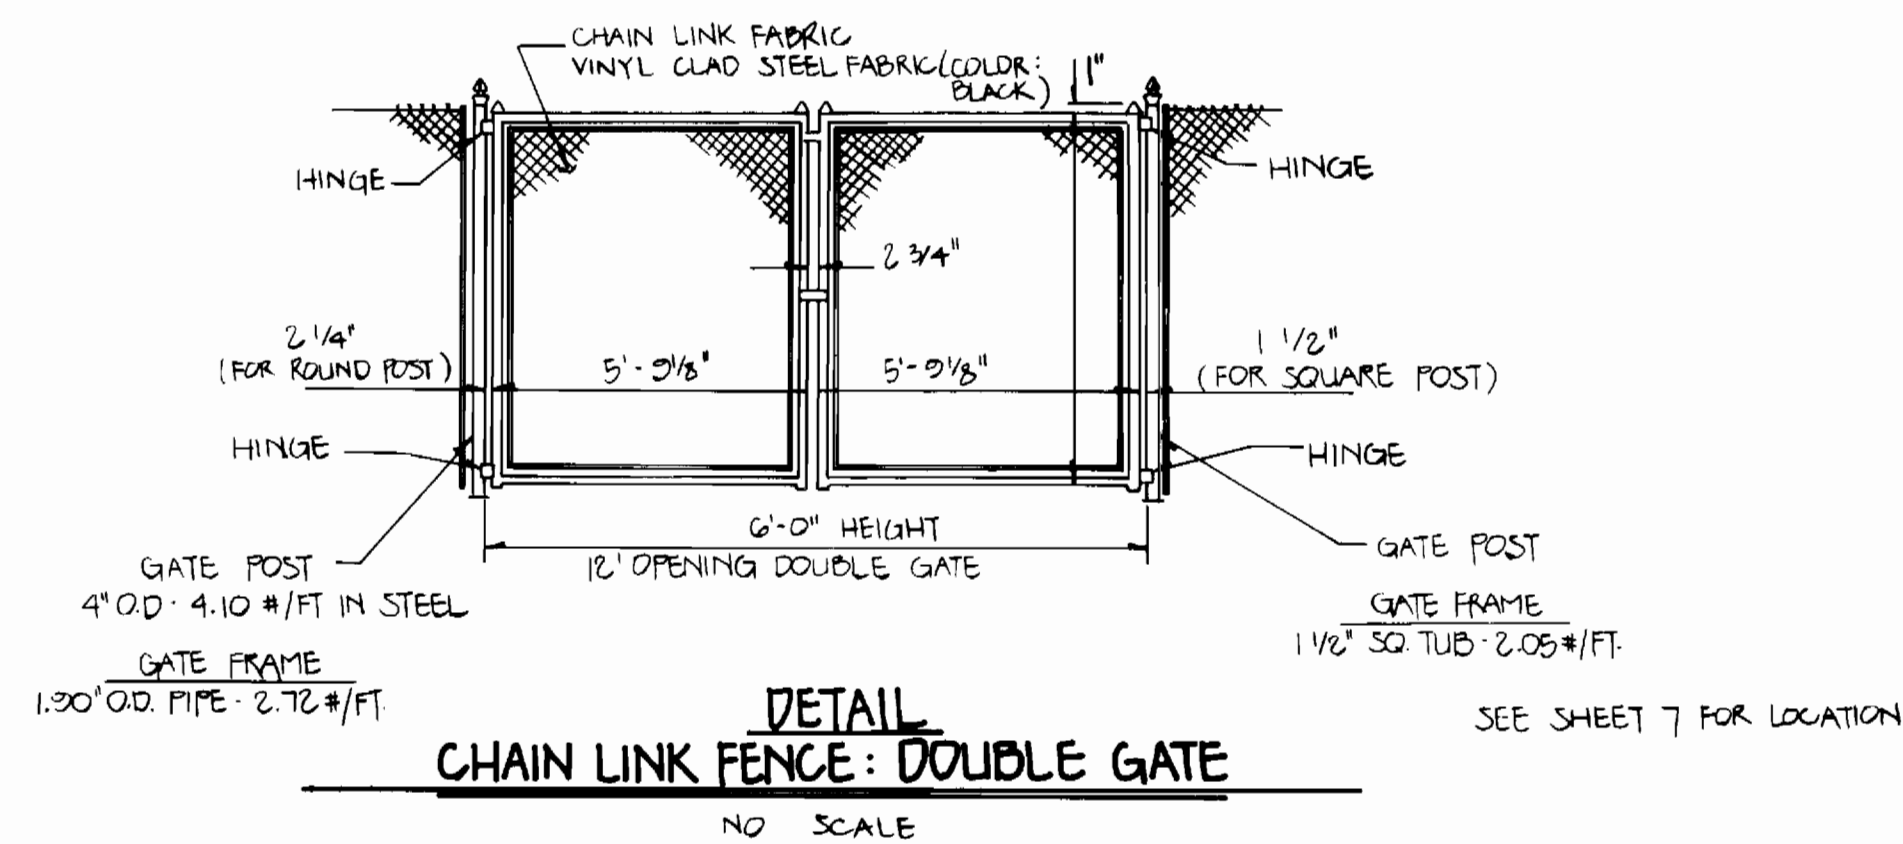 CHAIN LINK FABRIC
VINYL CLAD STEEL FABRIC (COLOR:
BLACK)
1"
HINGE
HINGE
2 3/4"
2 1/4"
(FOR ROUND POST)
5'-9 1/8"
5'-9 1/8"
1 1/2"
(FOR SQUARE POST)
HINGE
HINGE
6'-0" HEIGHT
12' OPENING DOUBLE GATE
GATE POST
4" O.D - 4.10 #/FT IN STEEL
GATE FRAME
1.90" O.D. PIPE - 2.72 #/FT.
GATE POST
GATE FRAME
1 1/2" SQ. TUB - 2.05 #/FT.
SEE SHEET 7 FOR LOCATION
DETAIL
CHAIN LINK FENCE: DOUBLE GATE
NO SCALE